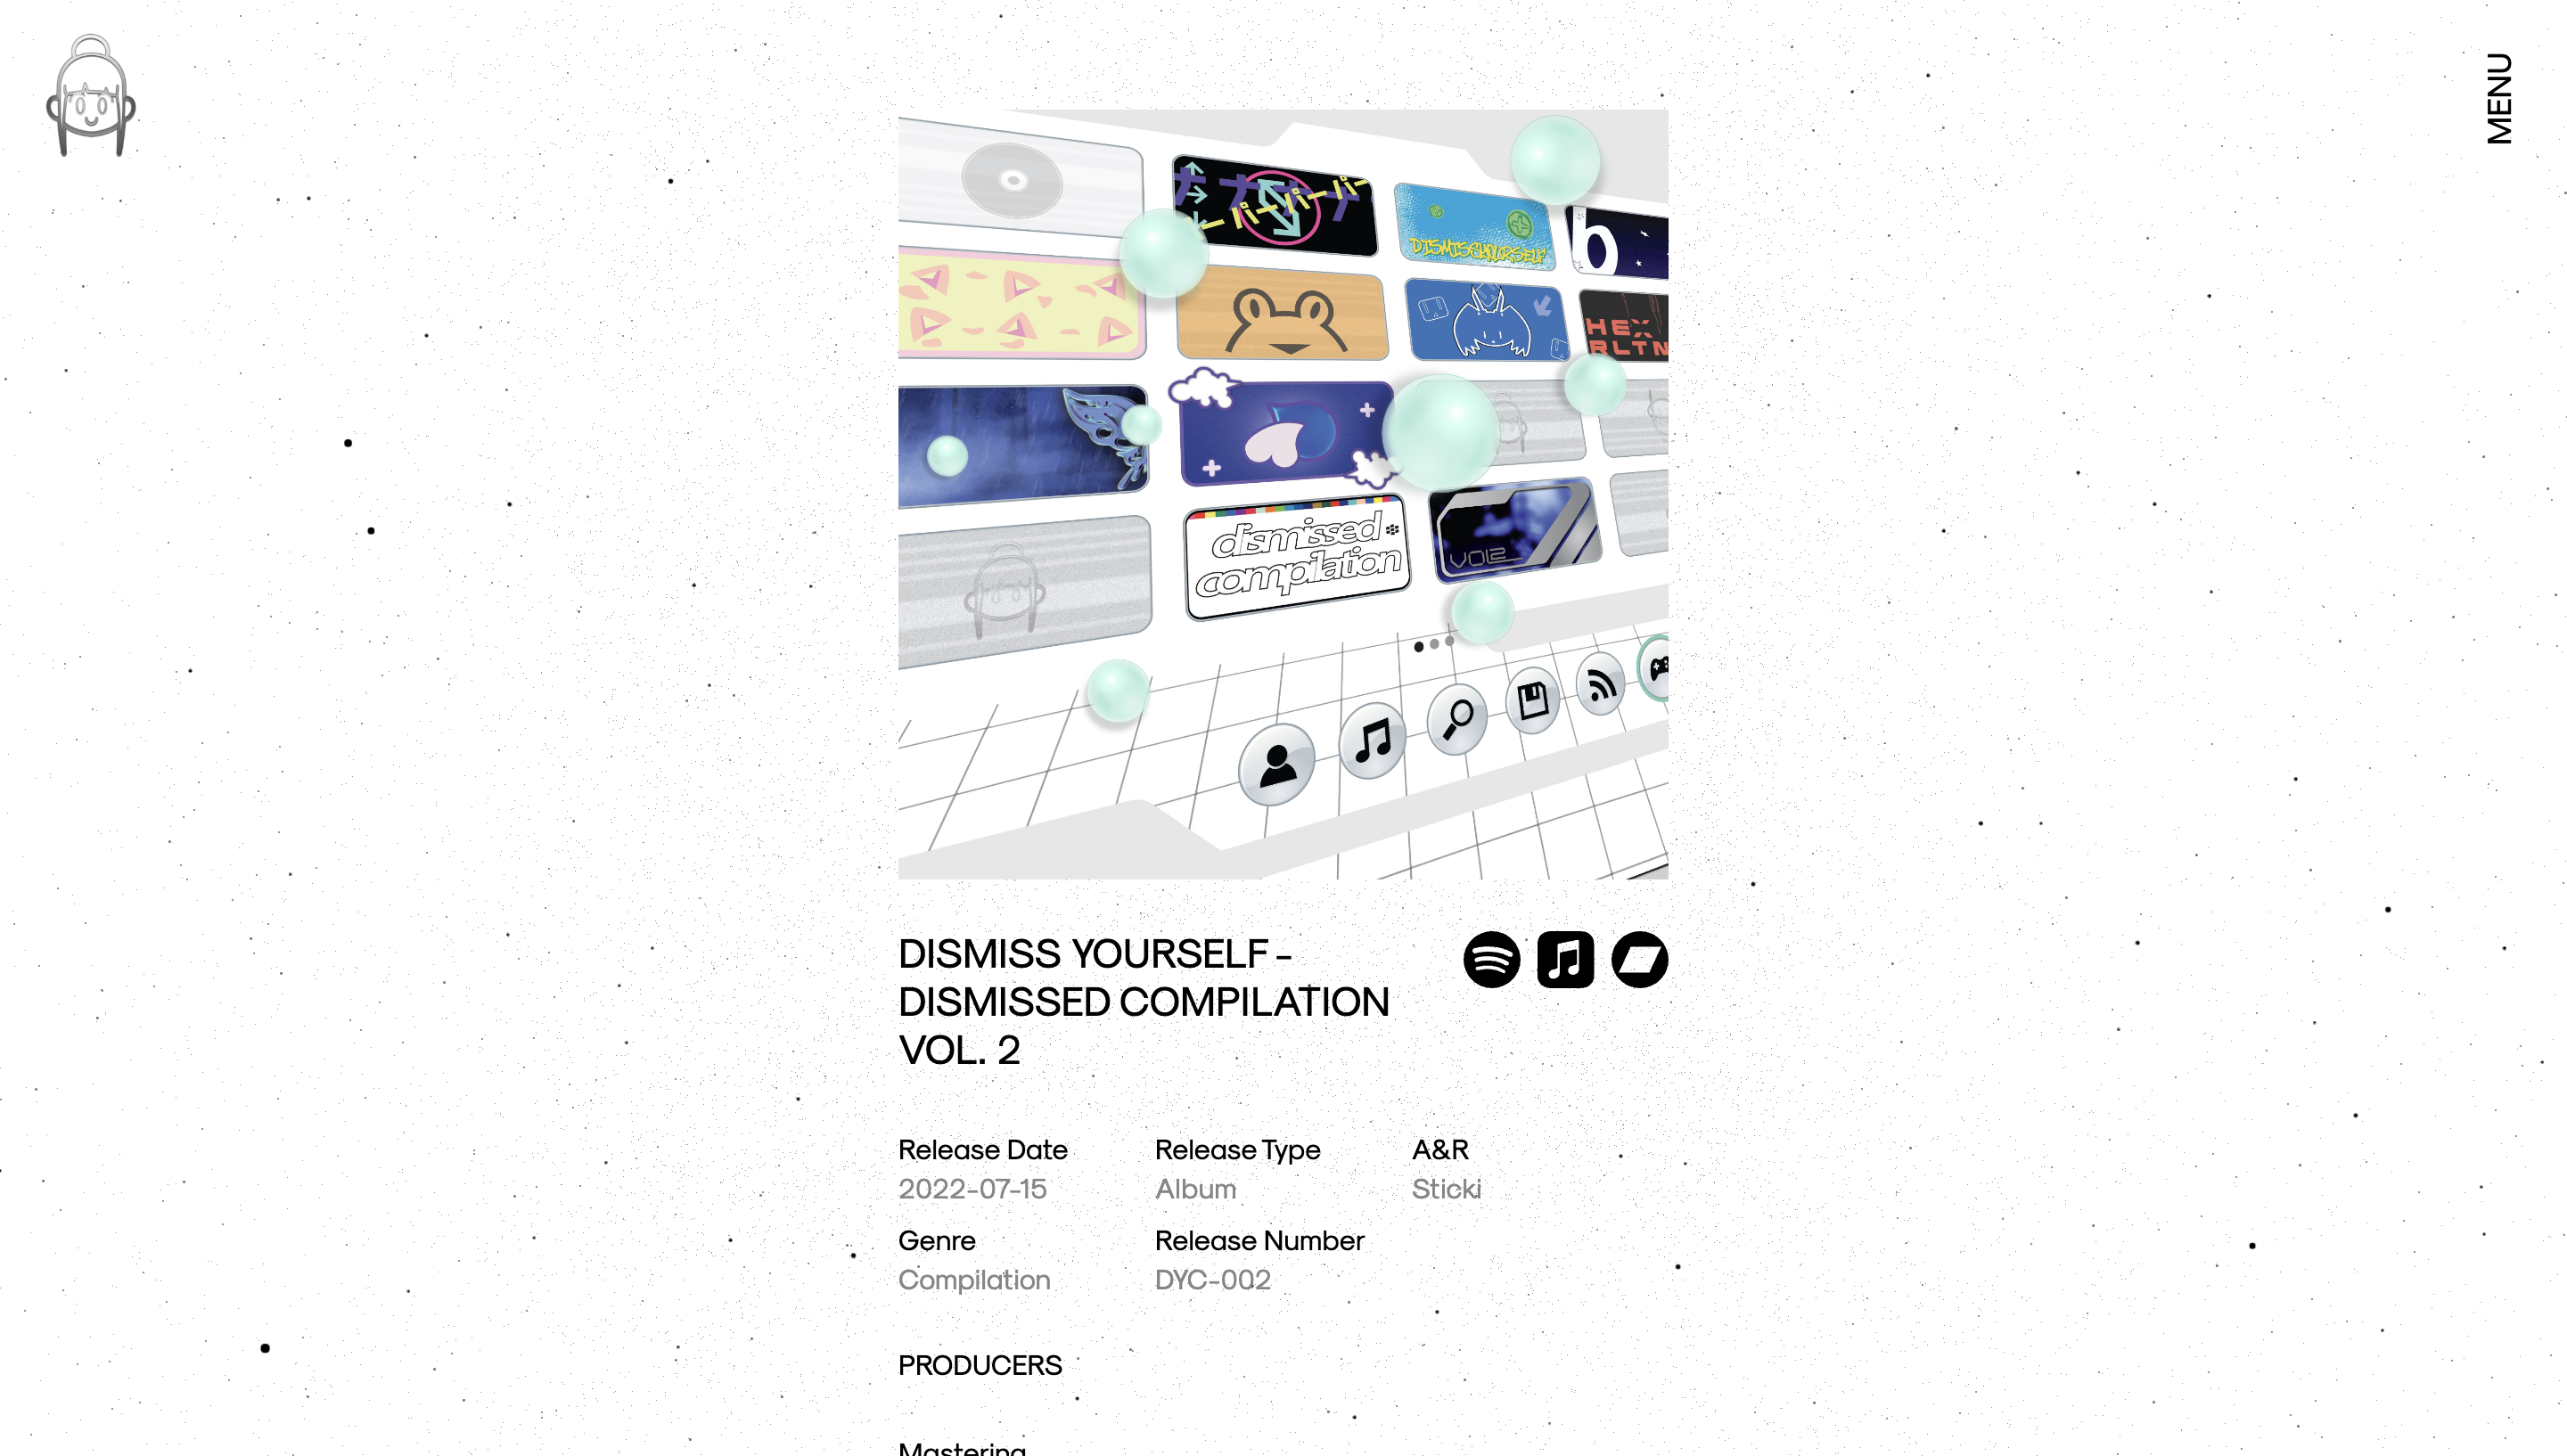 MENU
DISMISSYOURSELF
b
HEX
RLTN
dismissed
compilation
VOL2
DISMISS YOURSELF -
DISMISSED COMPILATION
VOL. 2
Release Date
Release Type
A&R
2022-07-15
Album
Sticki
Genre
Release Number
Compilation
DYC-002
PRODUCERS
Mastering